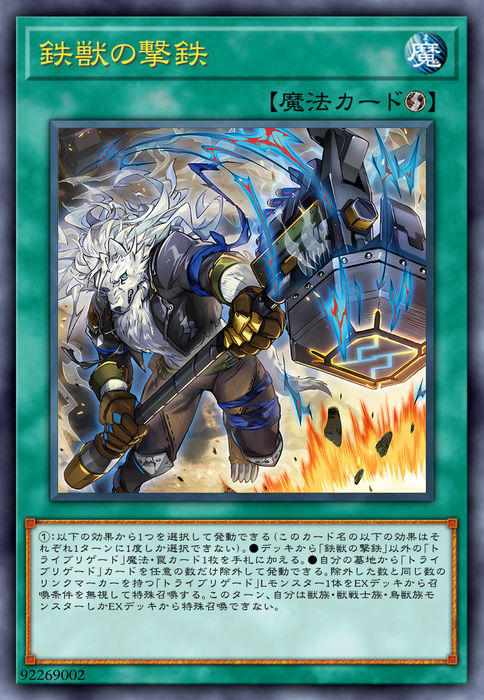 鉄獣の撃鉄
魔
【魔法カード】
①:以下の効果から1つを選択して発動できる(このカード名の以下の効果はそ
れぞれ1ターンに1度しか選択できない)。●デッキから「鉄獣の撃鉄」以外の「ト
ライブリゲード」魔法・罠カード1枚を手札に加える。●自分の墓地から「トライ
ブリゲード」カードを任意の数だけ除外して発動できる。除外した数と同じ数の
リンクマーカーを持つ「トライブリゲード」Lモンスター1体をEXデッキから召
喚条件を無視して特殊召喚する。このターン、自分は獣族・獣戦士族・鳥獣族モ
ンスターしかEXデッキから特殊召喚できない。
92269002